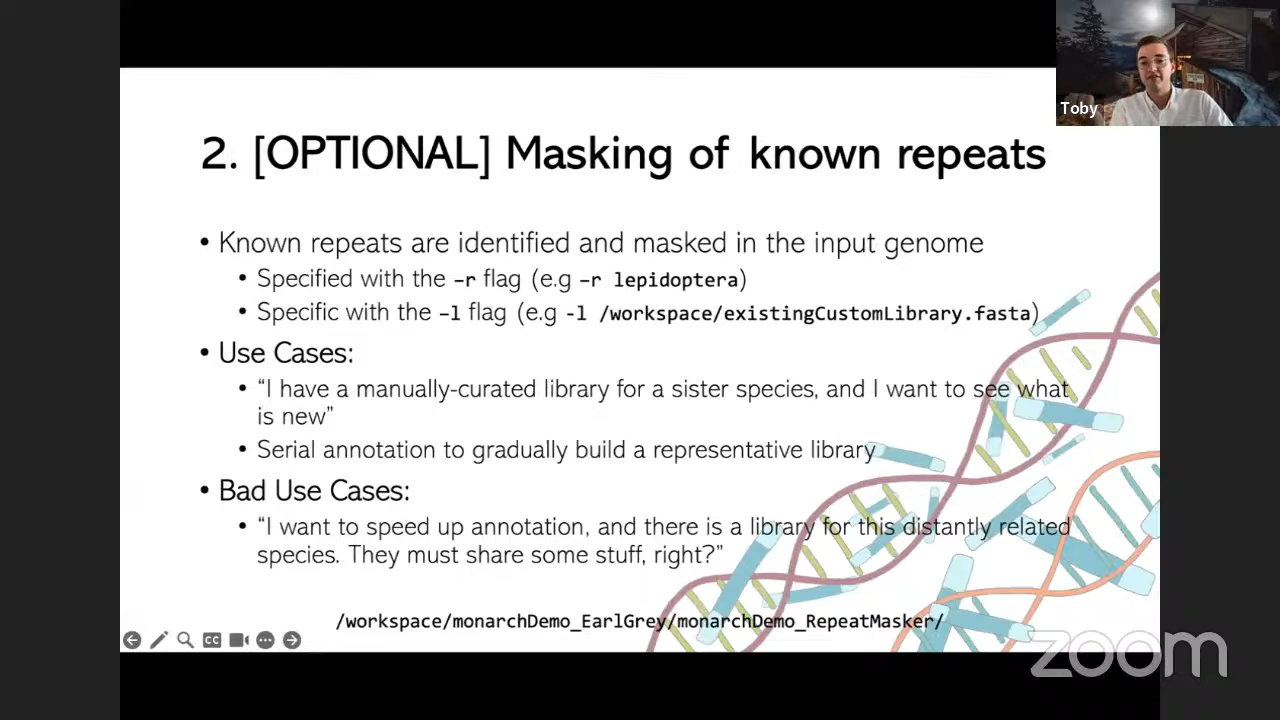 Toby
2. [OPTIONAL] Masking of known repeats
• Known repeats are identified and masked in the input genome
• Specified with the –r flag (e.g –r lepidoptera)
• Specific with the –l flag (e.g -l /workspace/existingCustomLibrary.fasta)
• Use Cases:
• “I have a manually-curated library for a sister species, and I want to see what
is new”
• Serial annotation to gradually build a representative library
• Bad Use Cases:
• “I want to speed up annotation, and there is a library for this distantly related
species. They must share some stuff, right?”
/workspace/monarchDemo_EarlGrey/monarchDemo_RepeatMasker/
CC
zoom